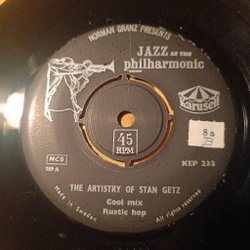 NORMAN GRANZ PRESENTS
JAZZ AT THE
philharmonic
Karusell
NCB
8a
45
RPM
KEP 233
THE ARTISTRY OF STAN GETZ
Cool mix
Rustic hop
Made in Sweden
All rights reserved